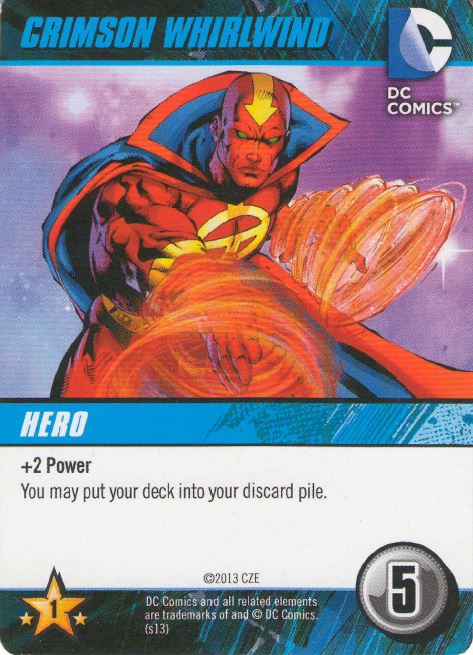 CRIMSON WHIRLWIND
DC
COMICS™
HERO
+2 Power
You may put your deck into your discard pile.
©2013 CZE
1
DC Comics and all related elements
are trademarks of and © DC Comics.
(s13)
5